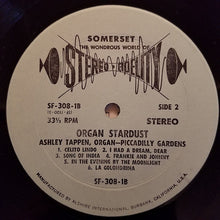 SOMERSET
THE WONDROUS WORLD OF
STEREO FIDELITY
SF-308-1B
33⅓ RPM
SIDE 2
STEREO
ORGAN STARDUST
ASHLEY TAPPEN, ORGAN—PICCADILLY GARDENS
1. CELITO LINDO 2. I HAD A DREAM, DEAR
3. SONG OF INDIA 4. FRANKIE AND JOHNNY
5. IN THE EVENING BY THE MOONLIGHT
6. LA GOLONDRINA
SF-308-1B
MFG. BY ALSHIRE INTERNATIONAL, BURBANK, CALIFORNIA, U.S.A.